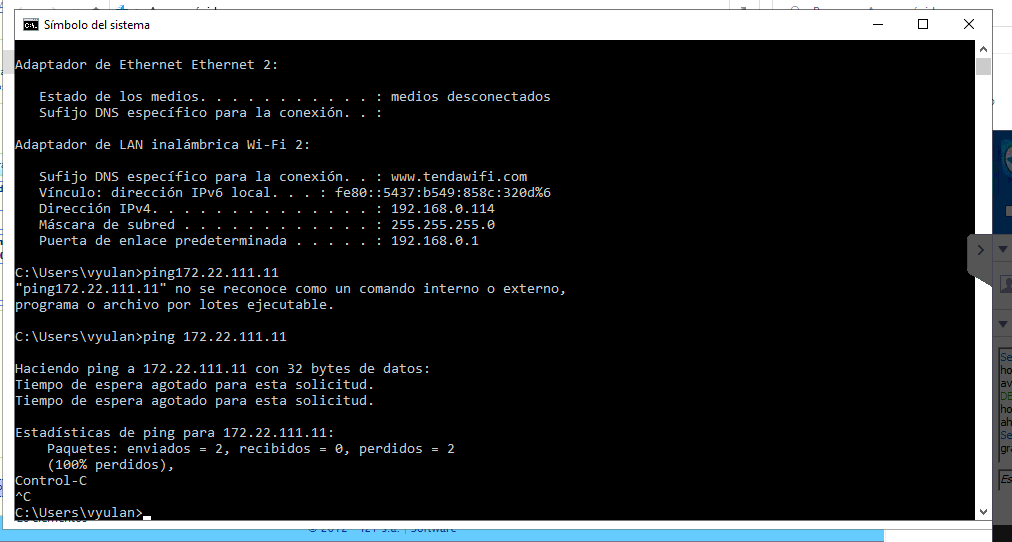 Símbolo del sistema
Adaptador de Ethernet Ethernet 2:
Estado de los medios. . . . . . . . . . . : medios desconectados
Sufijo DNS específico para la conexión. . :
Adaptador de LAN inalámbrica Wi-Fi 2:
Sufijo DNS específico para la conexión. . : www.tendawifi.com
Vínculo: dirección IPv6 local. . . : fe80::5437:b549:858c:320d%6
Dirección IPv4. . . . . . . . . . . . . . : 192.168.0.114
Máscara de subred . . . . . . . . . . . . : 255.255.255.0
Puerta de enlace predeterminada . . . . . : 192.168.0.1
C:\Users\vyulan>ping172.22.111.11
"ping172.22.111.11" no se reconoce como un comando interno o externo,
programa o archivo por lotes ejecutable.
C:\Users\vyulan>ping 172.22.111.11
Haciendo ping a 172.22.111.11 con 32 bytes de datos:
Tiempo de espera agotado para esta solicitud.
Tiempo de espera agotado para esta solicitud.
Estadísticas de ping para 172.22.111.11:
Paquetes: enviados = 2, recibidos = 0, perdidos = 2
(100% perdidos),
Control-C
^C
C:\Users\vyulan>